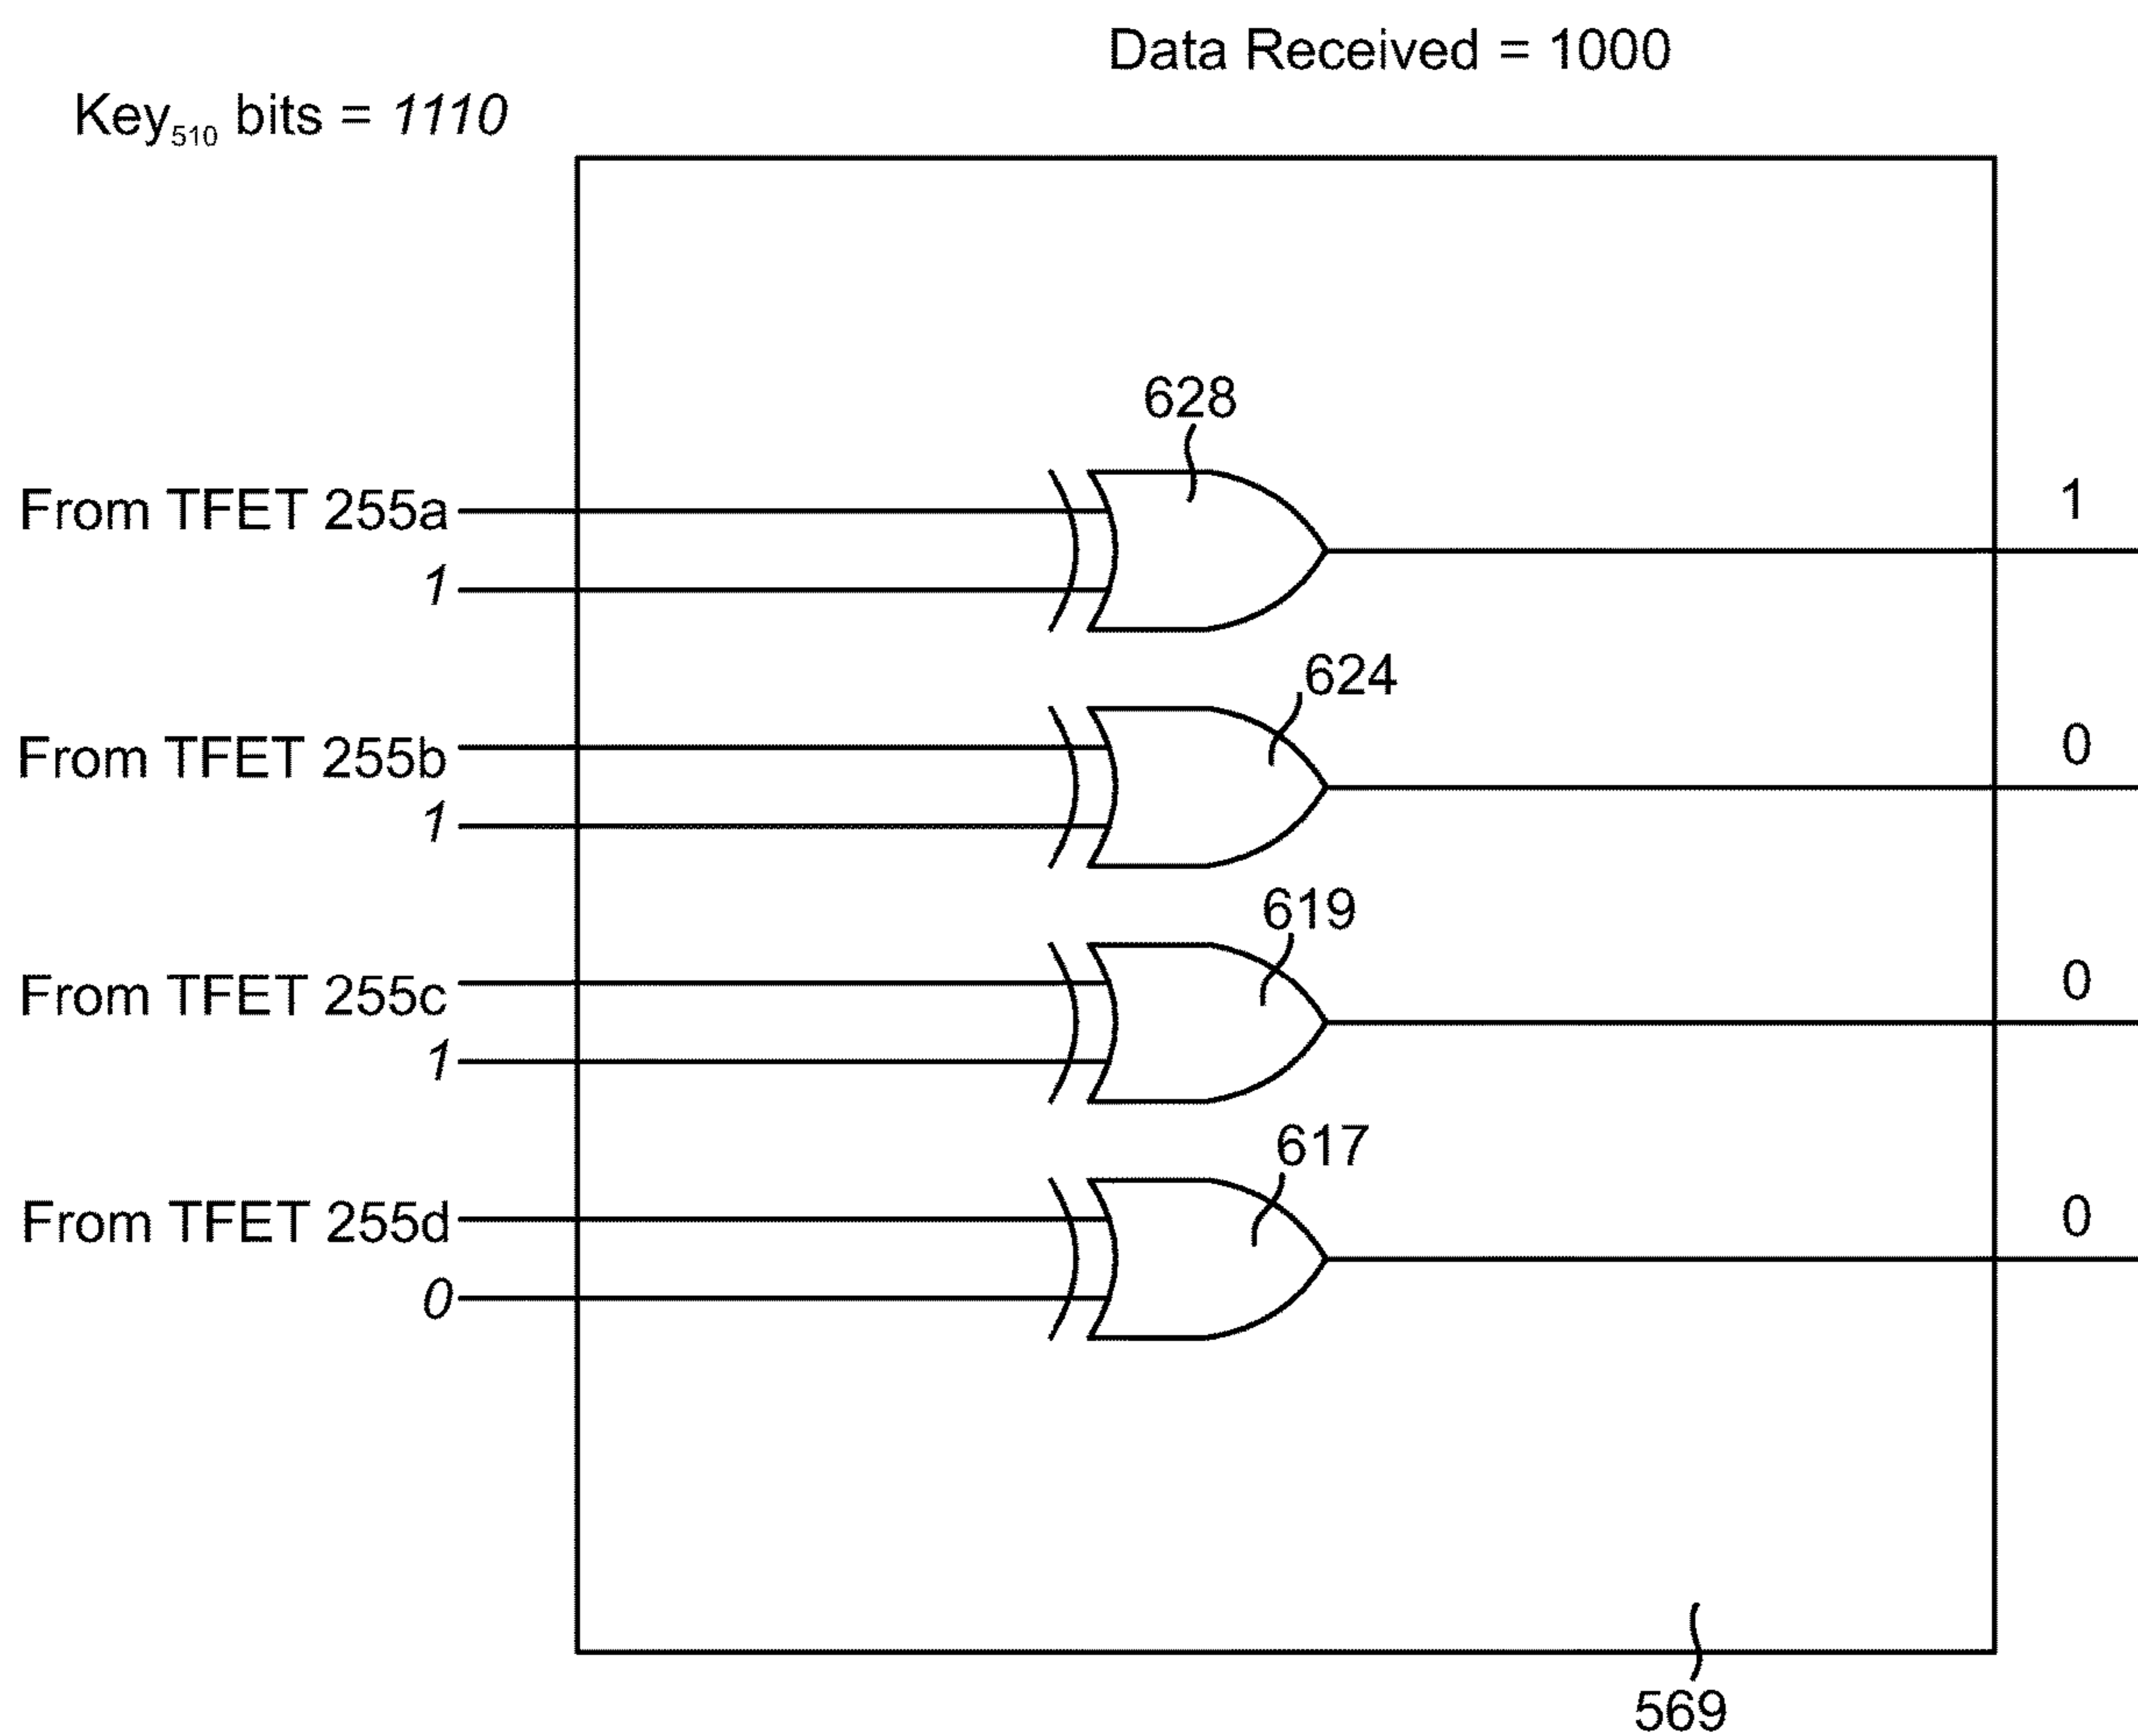 Data Received = 1000
Key510 bits = 1110
628
From TFET 255a
1
1
624
From TFET 255b
0
1
619
From TFET 255c
0
1
617
From TFET 255d
0
0
569